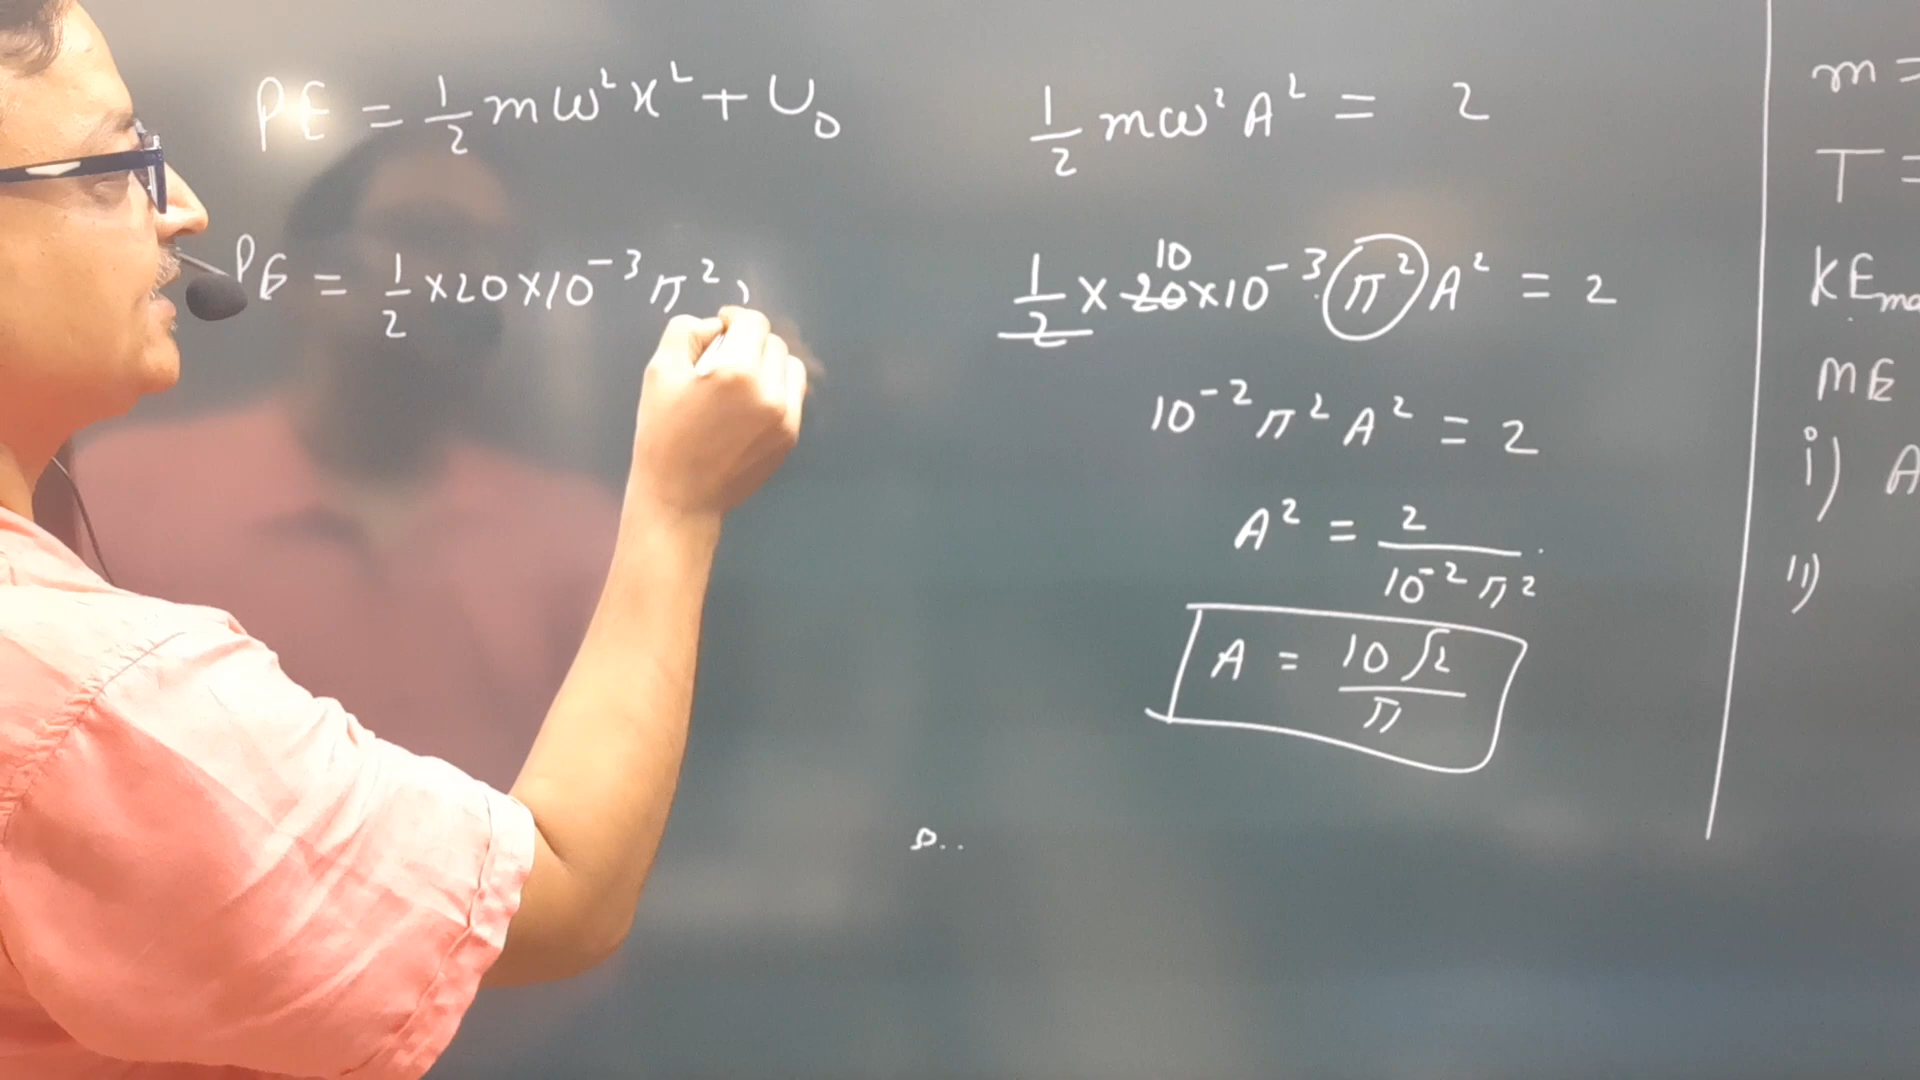 PE = 1/2 mω²x² + U₀
PE = 1/2 × 20 × 10⁻³ π²
1/2 mω² A² = 2
10
1/2 × 20 × 10⁻³ π² A² = 2
10⁻² π² A² = 2
A² = 2 / 10⁻² π²
A = 10√2 / π
m =
T =
KE
ME
i) A
ii)